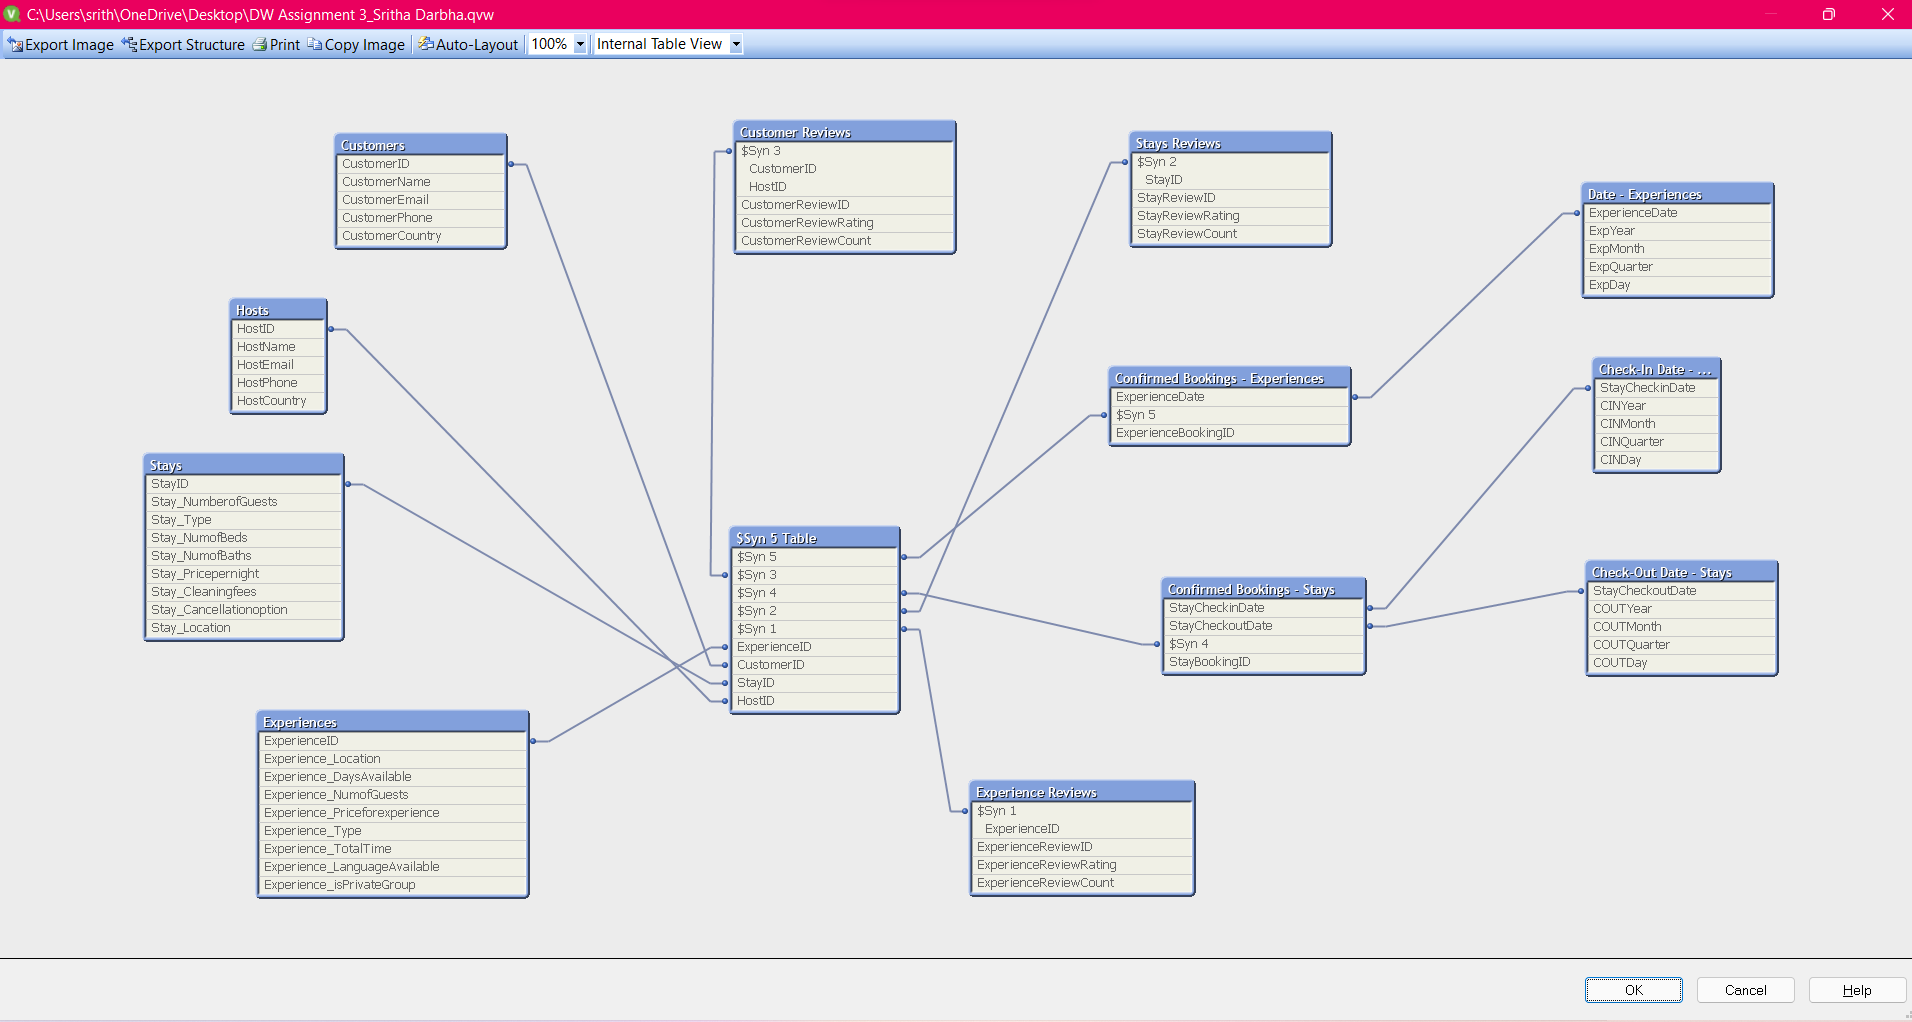 C:\Users\srith\OneDrive\Desktop\DW Assignment 3_Sritha Darbha.qvw
Export Image Export Structure Print Copy Image Auto-Layout 100% Internal Table View
Customers
CustomerID
CustomerName
CustomerEmail
CustomerPhone
CustomerCountry
Customer Reviews
$Syn 3
CustomerID
HostID
CustomerReviewID
CustomerReviewRating
CustomerReviewCount
Stays Reviews
$Syn 2
StayID
StayReviewID
StayReviewRating
StayReviewCount
Date - Experiences
ExperienceDate
ExpYear
ExpMonth
ExpQuarter
ExpDay
Hosts
HostID
HostName
HostEmail
HostPhone
HostCountry
Confirmed Bookings - Experiences
ExperienceDate
$Syn 5
ExperienceBookingID
Check-In Date - ...
StayCheckinDate
CINYear
CINMonth
CINQuarter
CINDay
Stays
StayID
Stay_NumberofGuests
Stay_Type
Stay_NumofBeds
Stay_NumofBaths
Stay_Pricepernight
Stay_Cleaningfees
Stay_Cancellationoption
Stay_Location
$Syn 5 Table
$Syn 5
$Syn 3
$Syn 4
$Syn 2
$Syn 1
ExperienceID
CustomerID
StayID
HostID
Confirmed Bookings - Stays
StayCheckinDate
StayCheckoutDate
$Syn 4
StayBookingID
Check-Out Date - Stays
StayCheckoutDate
COUTYear
COUTMonth
COUTQuarter
COUTDay
Experiences
ExperienceID
Experience_Location
Experience_DaysAvailable
Experience_NumofGuests
Experience_Priceforexperience
Experience_Type
Experience_TotalTime
Experience_LanguageAvailable
Experience_isPrivateGroup
Experience Reviews
$Syn 1
ExperienceID
ExperienceReviewID
ExperienceReviewRating
ExperienceReviewCount
OK Cancel Help